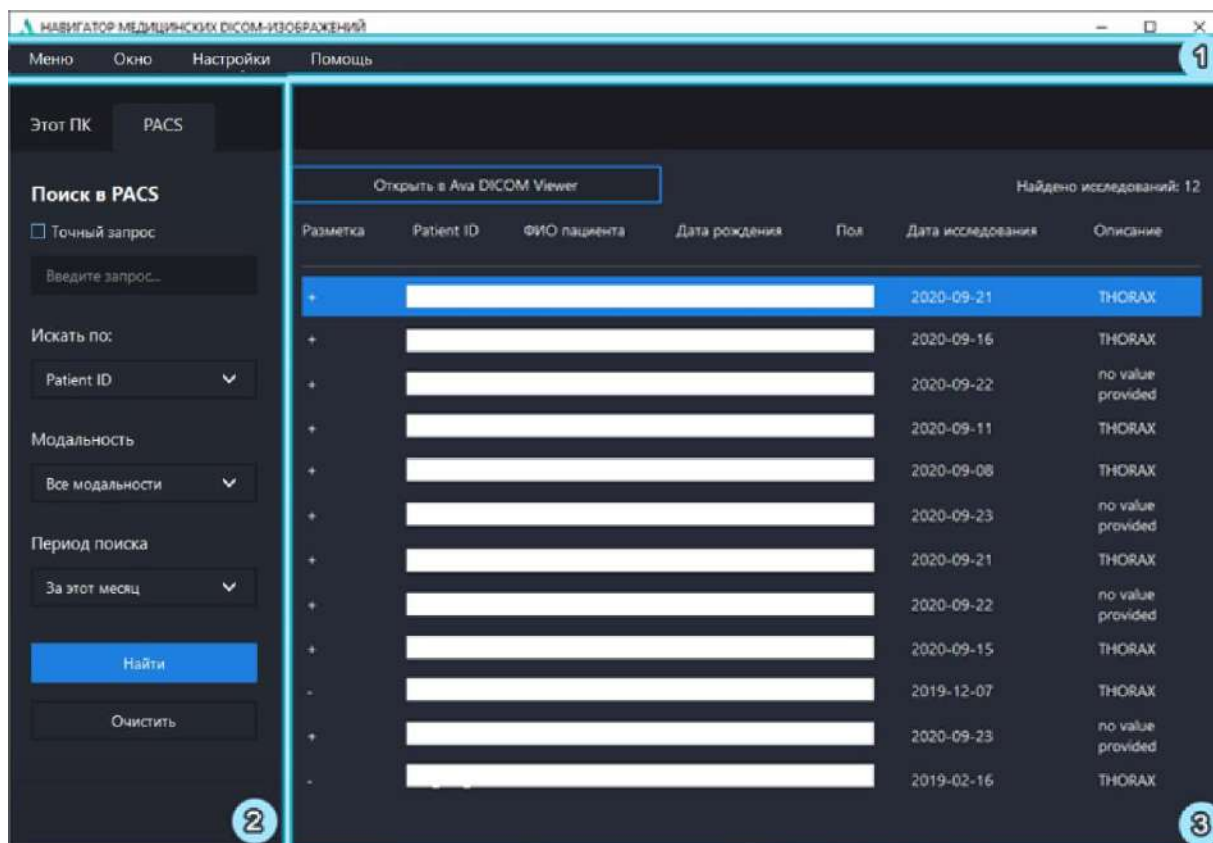 НАВИГАТОР МЕДИЦИНСКИХ DICOM-ИЗОБРАЖЕНИЙ
Меню Окно Настройки Помощь
1
Этот ПК PACS
Поиск в PACS
Точный запрос
Введите запрос...
Искать по:
Patient ID
Модальность
Все модальности
Период поиска
За этот месяц
Найти
Очистить
2
Открыть в Ava DICOM Viewer
Найдено исследований: 12
Разметка Patient ID ФИО пациента Дата рождения Пол Дата исследования Описание
+ 2020-09-21 THORAX
+ 2020-09-16 THORAX
+ 2020-09-22 no value
provided
+ 2020-09-11 THORAX
+ 2020-09-08 THORAX
+ 2020-09-23 no value
provided
+ 2020-09-21 THORAX
+ 2020-09-22 no value
provided
+ 2020-09-15 THORAX
- 2019-12-07 THORAX
+ 2020-09-23 no value
provided
- 2019-02-16 THORAX
3